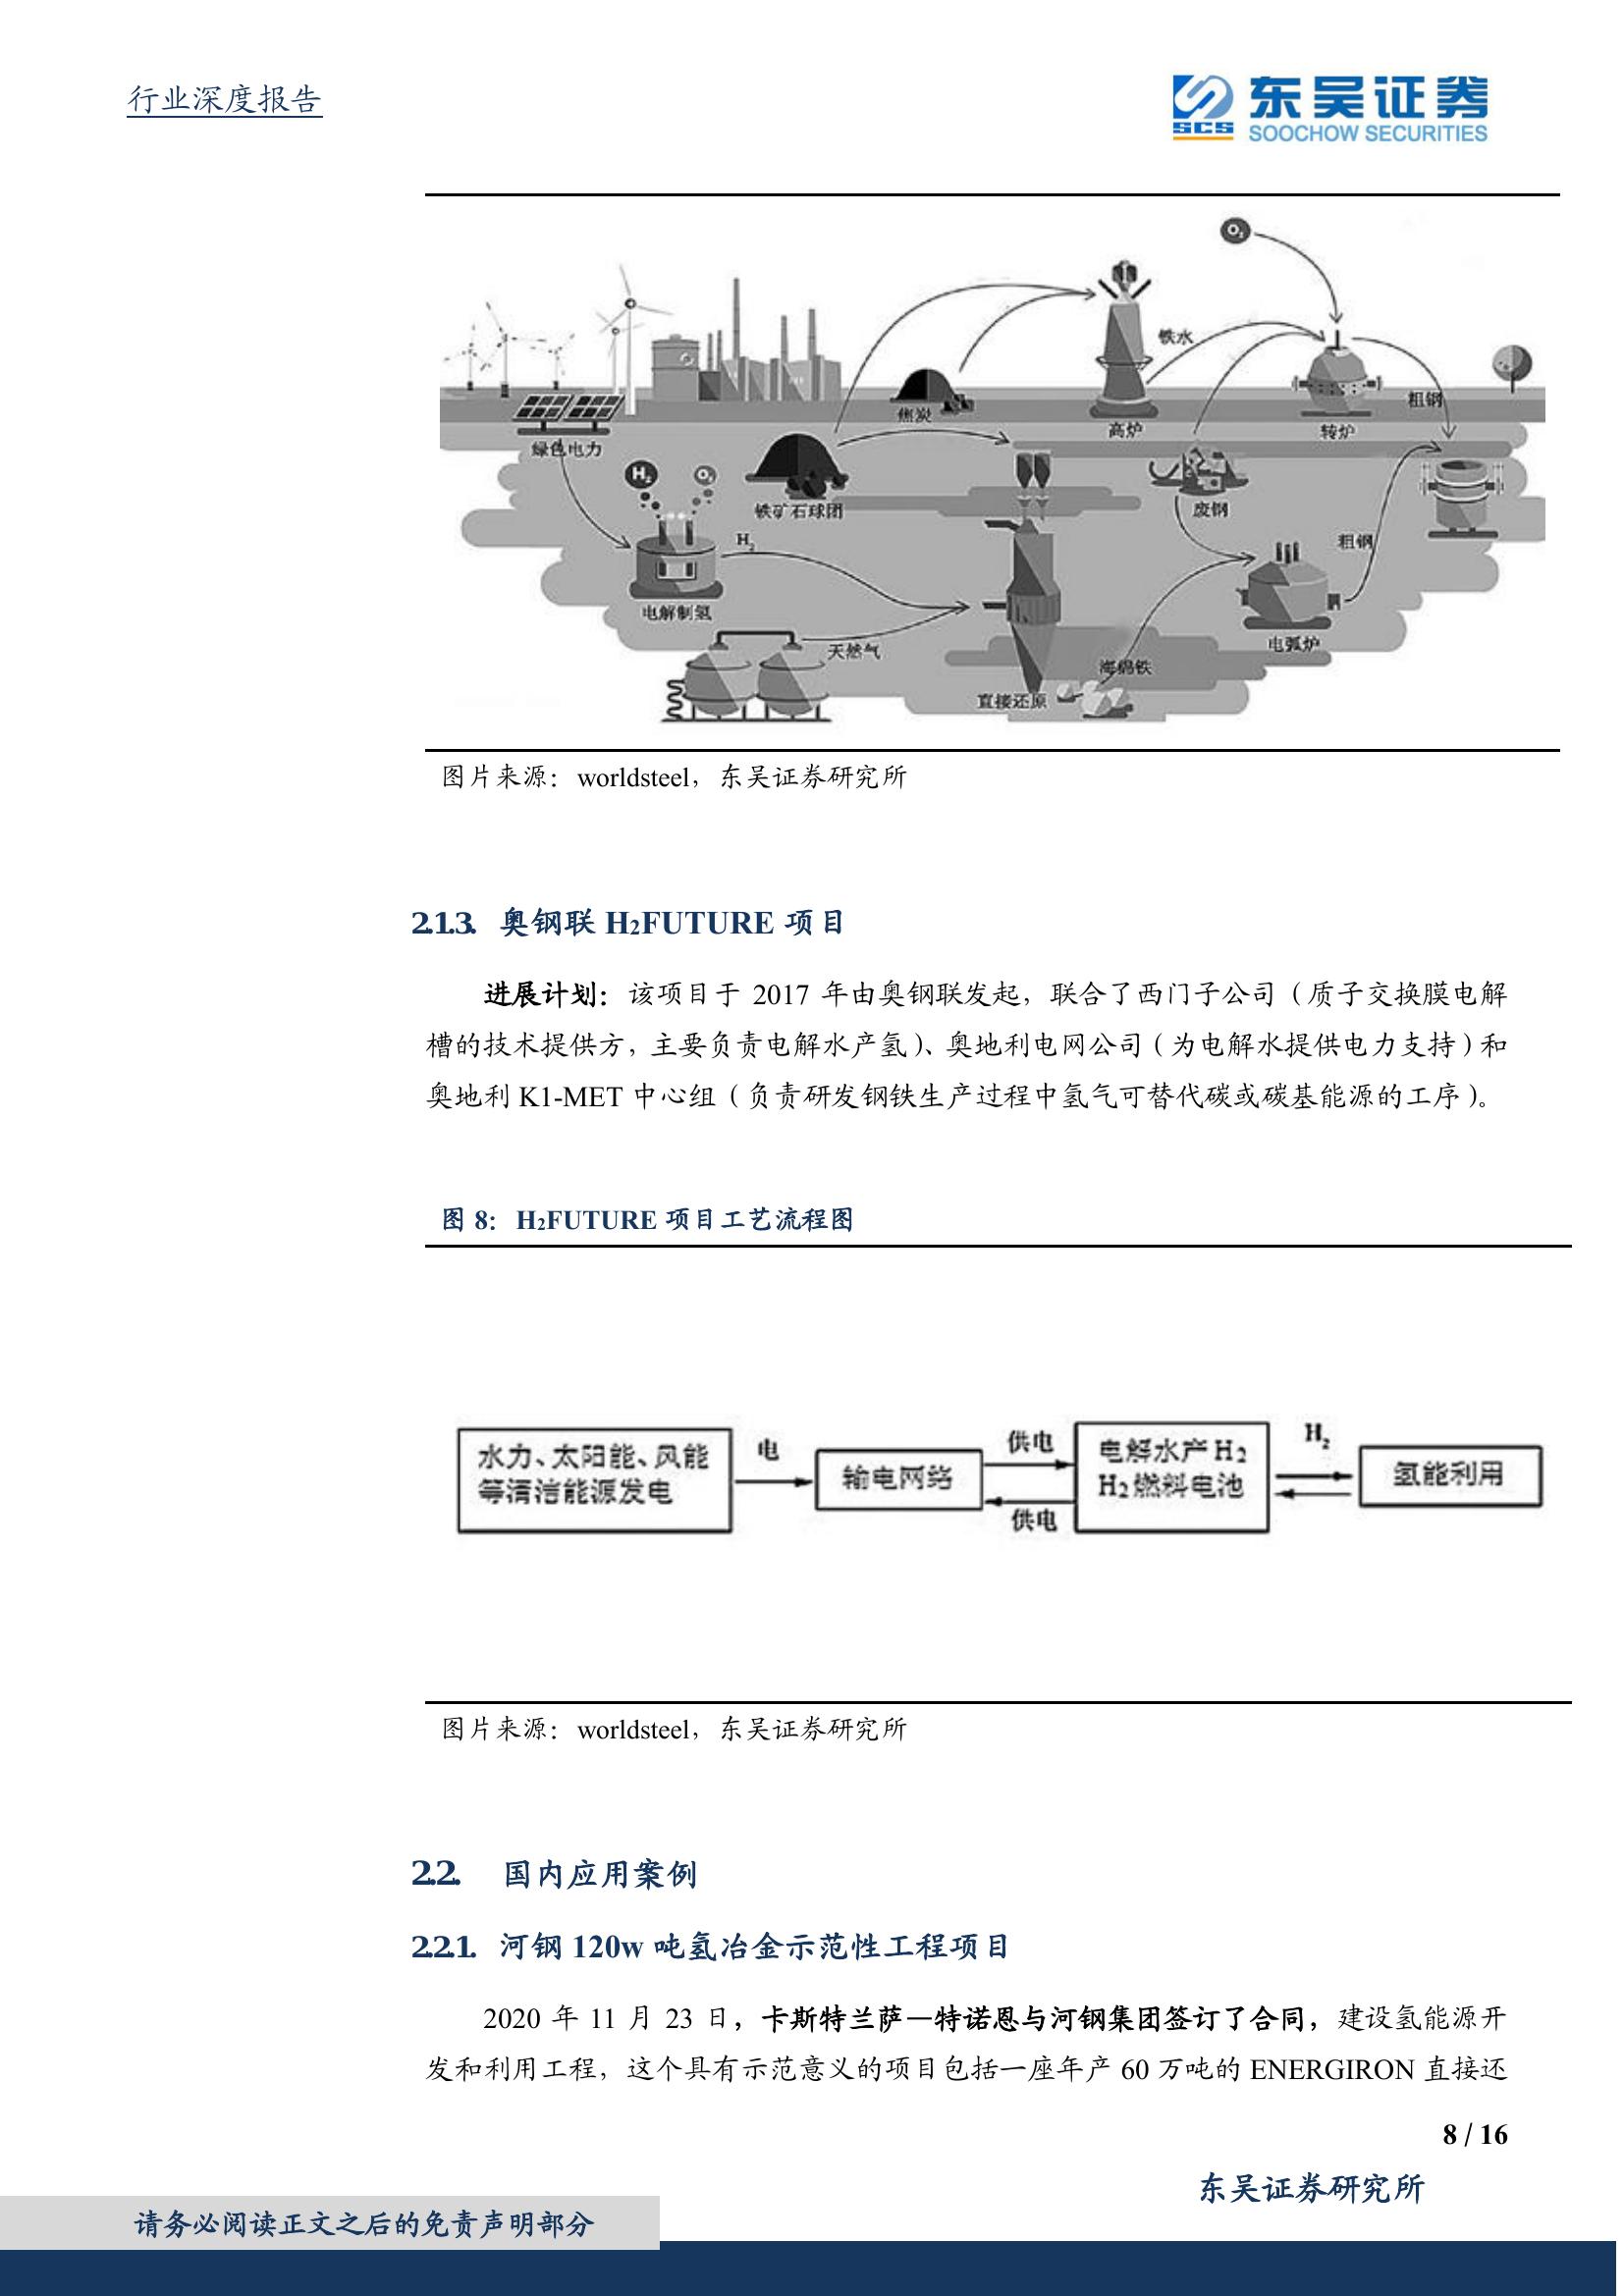 行业深度报告
SCS
东吴证券
SOOCHOW SECURITIES
O₂
铁水
焦炭
高炉
转炉
粗钢
绿色电力
H₂
O₂
铁矿石球团
废钢
H₂
粗钢
电解制氢
天然气
电弧炉
海绵铁
直接还原
图片来源：worldsteel，东吴证券研究所
2.1.3. 奥钢联 H₂FUTURE 项目
进展计划：该项目于 2017 年由奥钢联发起，联合了西门子公司（质子交换膜电解
槽的技术提供方，主要负责电解水产氢）、奥地利电网公司（为电解水提供电力支持）和
奥地利 K1-MET 中心组（负责研发钢铁生产过程中氢气可替代碳或碳基能源的工序）。
图 8：H₂FUTURE 项目工艺流程图
水力、太阳能、风能
等清洁能源发电
电
输电网络
供电
供电
电解水产 H₂
H₂燃料电池
H₂
氢能利用
图片来源：worldsteel，东吴证券研究所
2.2. 国内应用案例
2.2.1. 河钢 120w 吨氢冶金示范性工程项目
2020 年 11 月 23 日，卡斯特兰萨—特诺恩与河钢集团签订了合同，建设氢能源开
发和利用工程，这个具有示范意义的项目包括一座年产 60 万吨的 ENERGIRON 直接还
8 / 16
东吴证券研究所
请务必阅读正文之后的免责声明部分